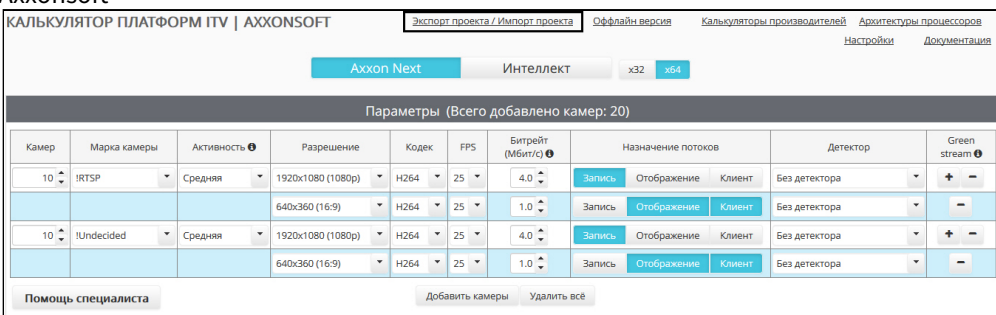 Axxonsoft
КАЛЬКУЛЯТОР ПЛАТФОРМ ITV | AXXONSOFT
Экспорт проекта / Импорт проекта Оффлайн версия Калькуляторы производителей Архитектуры процессоров
Настройки Документация
Axxon Next Интеллект x32 x64
Параметры (Всего добавлено камер: 20)
Камер Марка камеры Активность Разрешение Кодек FPS Битрейт (Мбит/с) Назначение потоков Детектор Green stream
10 !RTSP Средняя 1920x1080 (1080p) H264 25 4.0 Запись Отображение Клиент Без детектора + −
640x360 (16:9) H264 25 1.0 Запись Отображение Клиент Без детектора −
10 !Undecided Средняя 1920x1080 (1080p) H264 25 4.0 Запись Отображение Клиент Без детектора + −
640x360 (16:9) H264 25 1.0 Запись Отображение Клиент Без детектора −
Помощь специалиста Добавить камеры Удалить всё